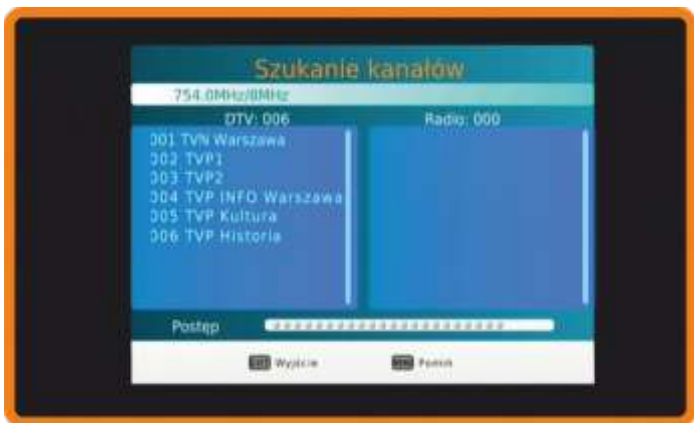 Szukanie kanałów
754.0MHz/8MHz
DTV: 006 Radio: 000
001 TVN Warszawa
002 TVP1
003 TVP2
004 TVP INFO Warszawa
005 TVP Kultura
006 TVP Historia
Postęp
Wyjście Pomiń